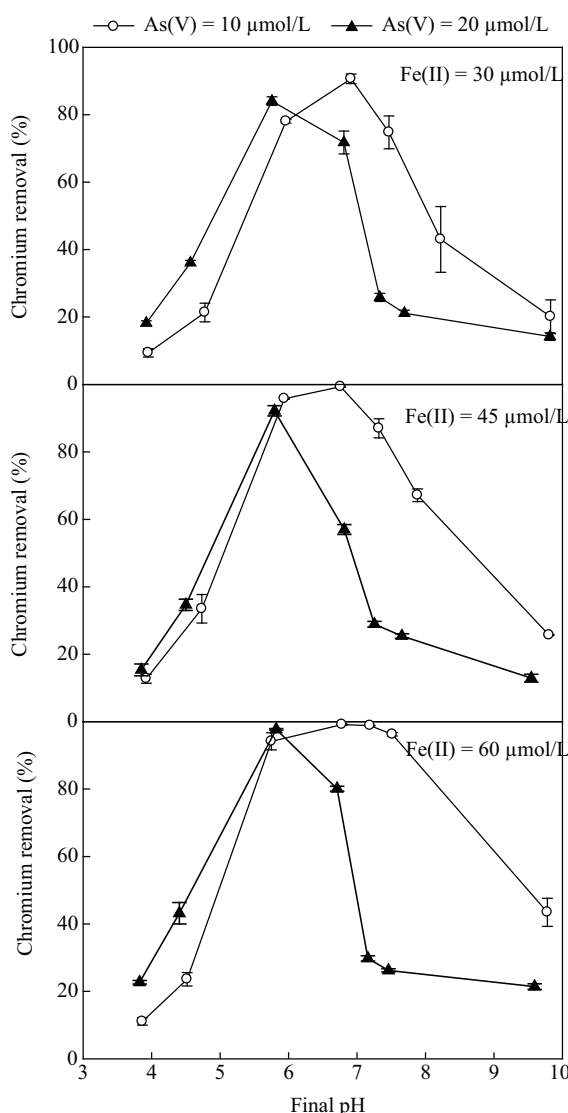 As(V) = 10 µmol/L As(V) = 20 µmol/L
100
Fe(II) = 30 µmol/L
80
60
40
20
0
Chromium removal (%)
Fe(II) = 45 µmol/L
80
60
40
20
0
Chromium removal (%)
Fe(II) = 60 µmol/L
80
60
40
20
0
Chromium removal (%)
3 4 5 6 7 8 9 10
Final pH